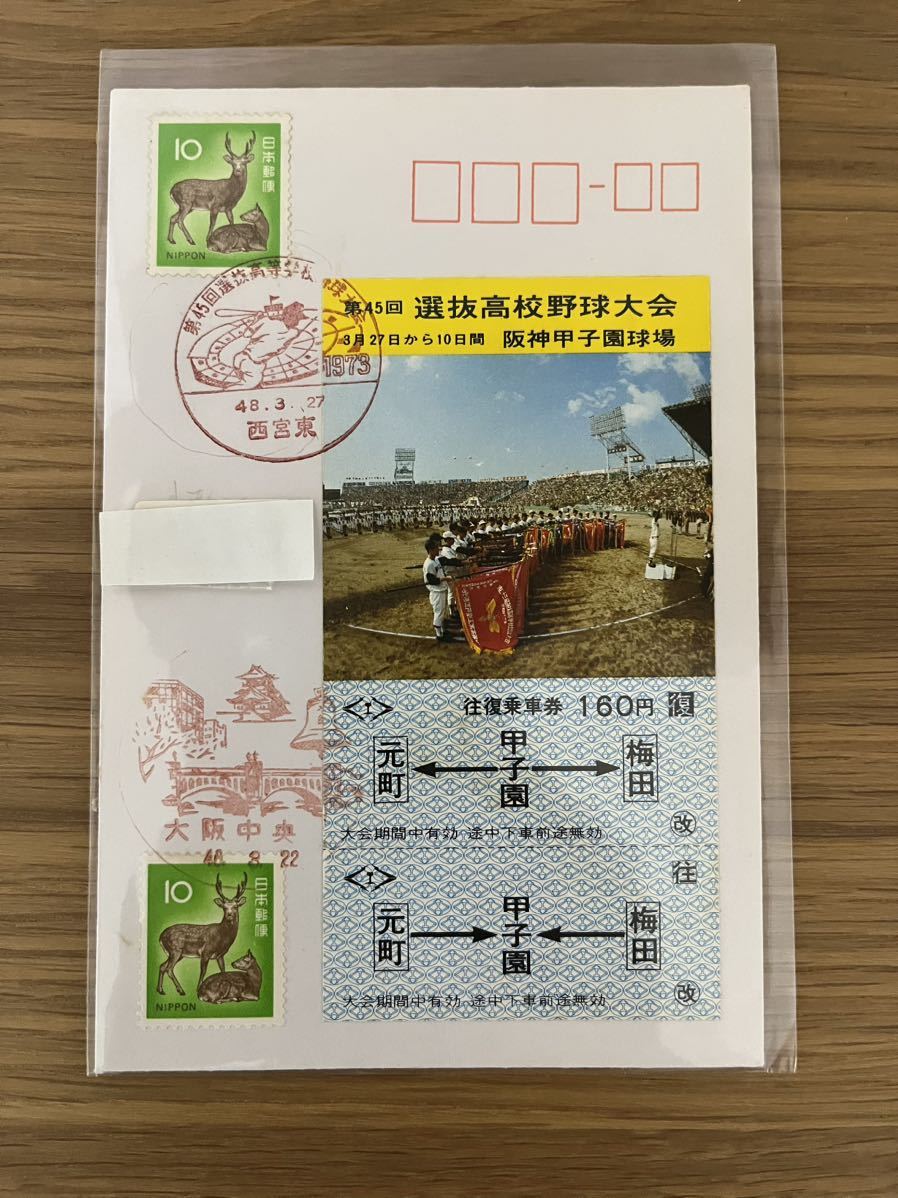 10
日本郵便
NIPPON
第45回選抜高等学校野球大会
1973
48.3.27
西宮東
第45回 選抜高校野球大会
3月27日から10日間 阪神甲子園球場
往復乗車券 160円 復
元町 ← 甲子園 → 梅田
大会期間中有効 途中下車前途無効 改
大阪中央
48.3.22
往
元町 → 甲子園 ← 梅田
大会期間中有効 途中下車前途無効 改
10
日本郵便
NIPPON